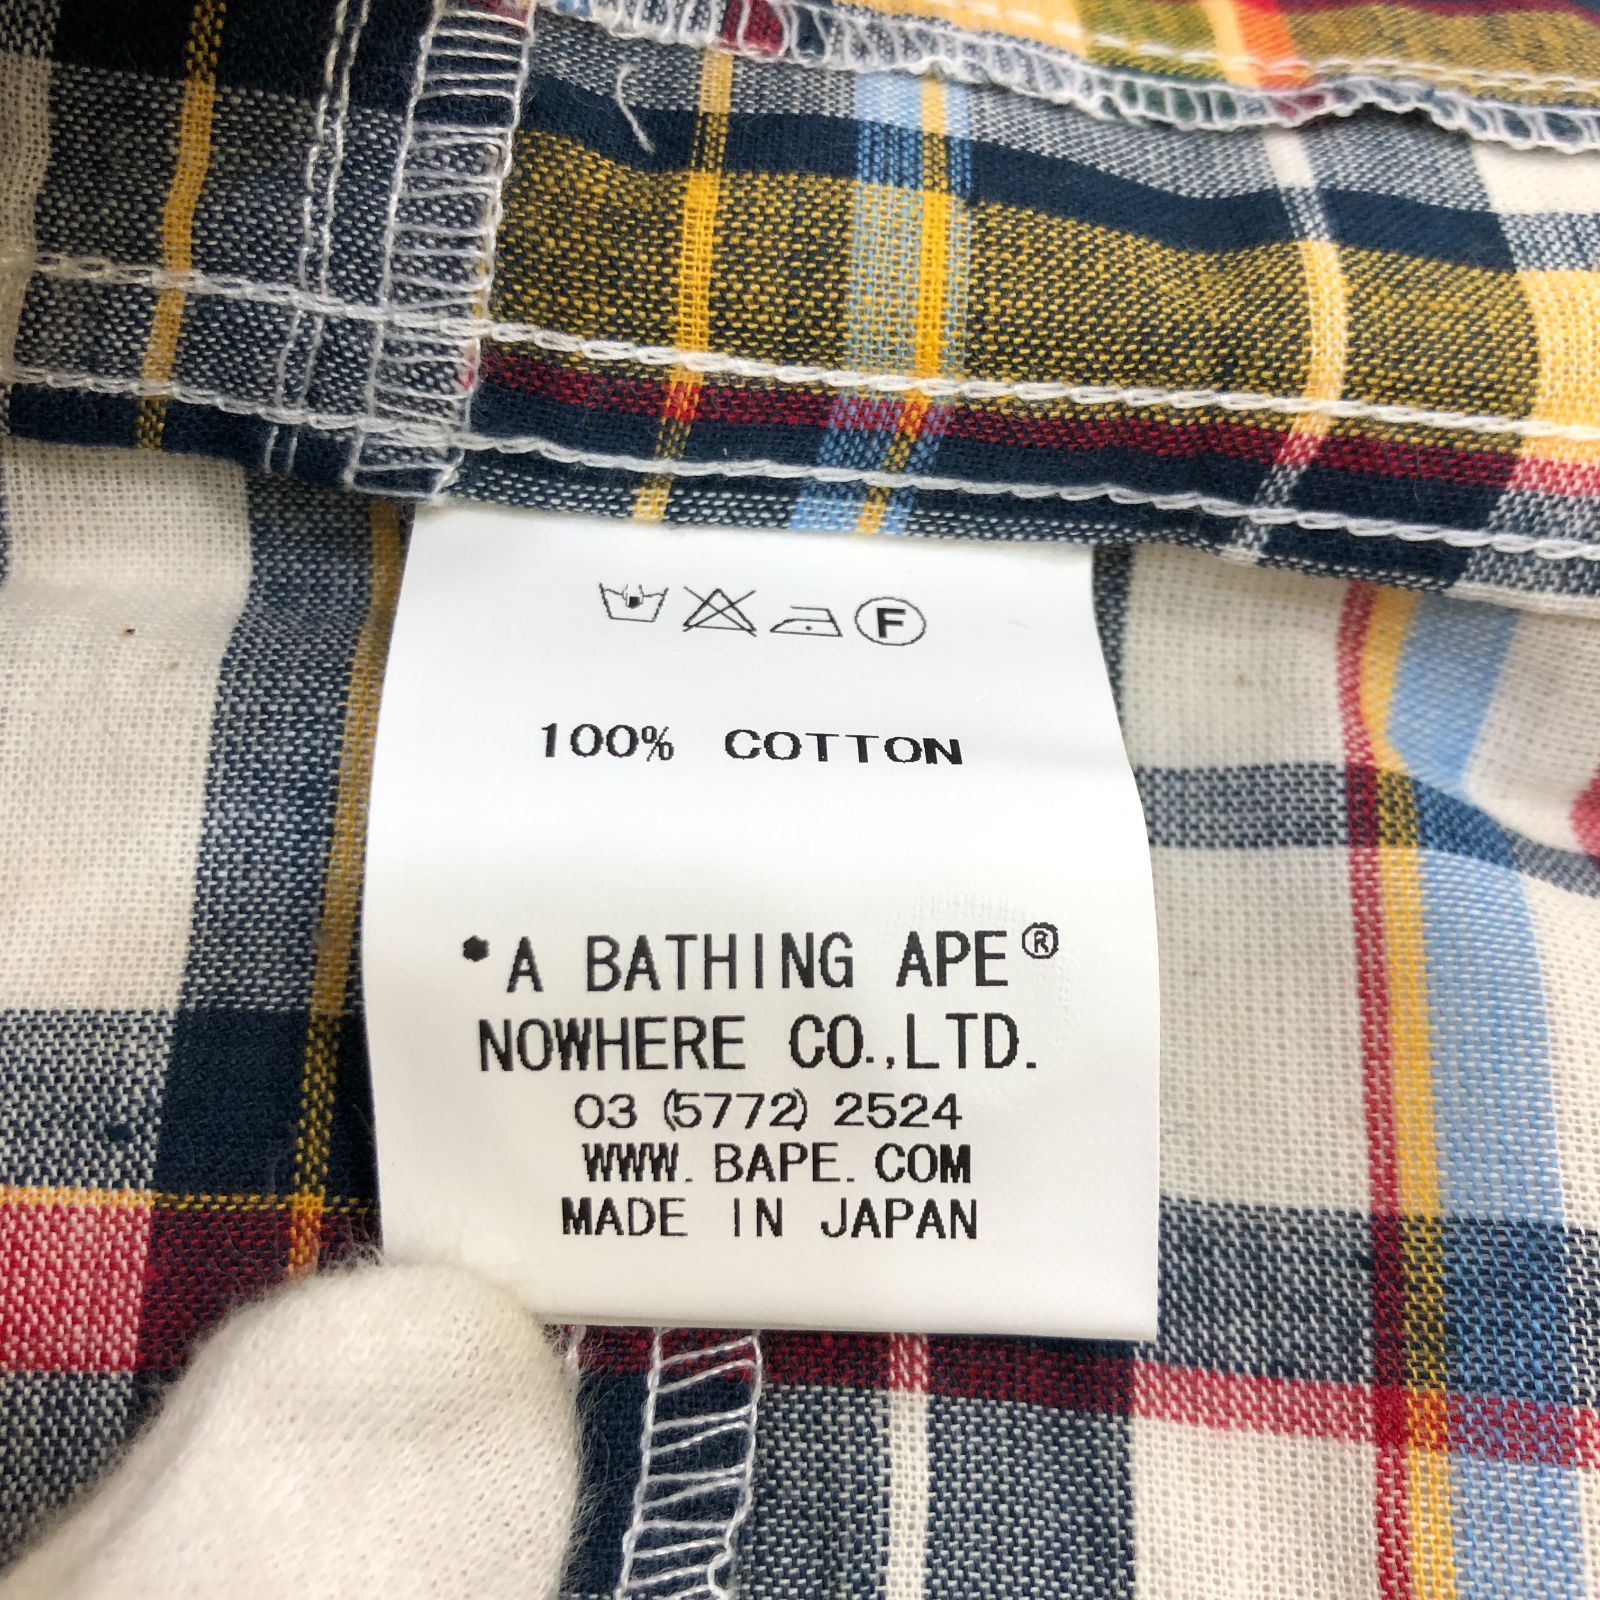 F
100% COTTON
*A BATHING APE®
NOWHERE CO.,LTD.
03 (5772) 2524
WWW. BAPE. COM
MADE IN JAPAN